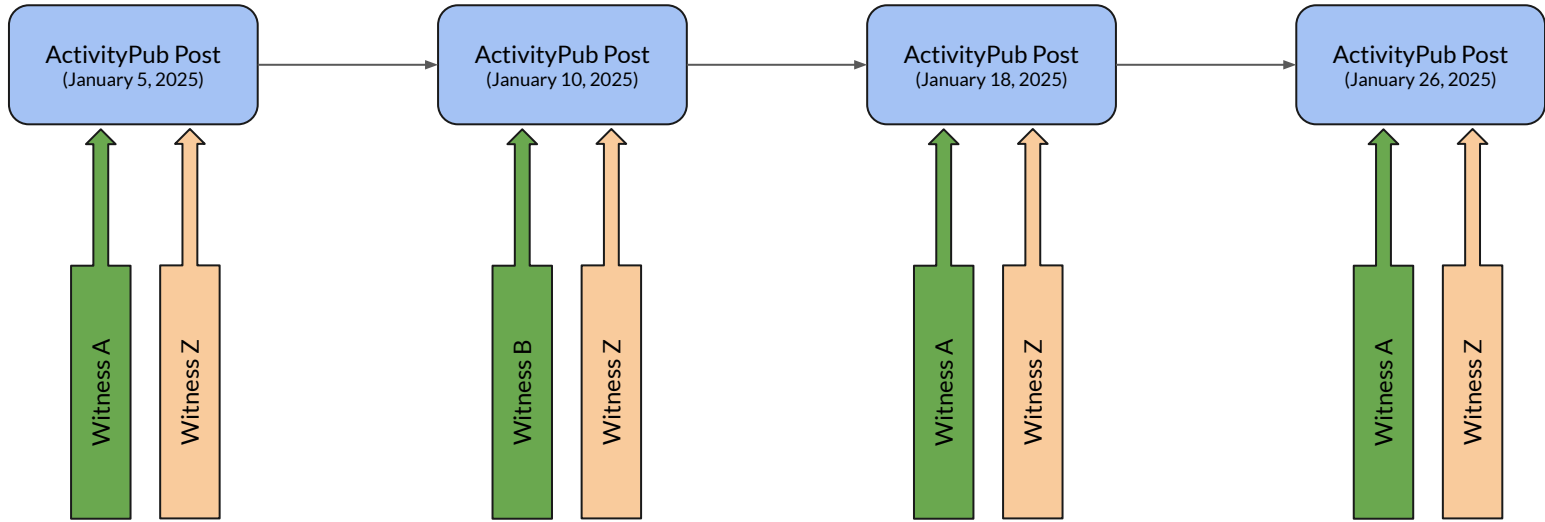 ActivityPub Post
(January 5, 2025)
ActivityPub Post
(January 10, 2025)
ActivityPub Post
(January 18, 2025)
ActivityPub Post
(January 26, 2025)
Witness A
Witness Z
Witness B
Witness Z
Witness A
Witness Z
Witness A
Witness Z